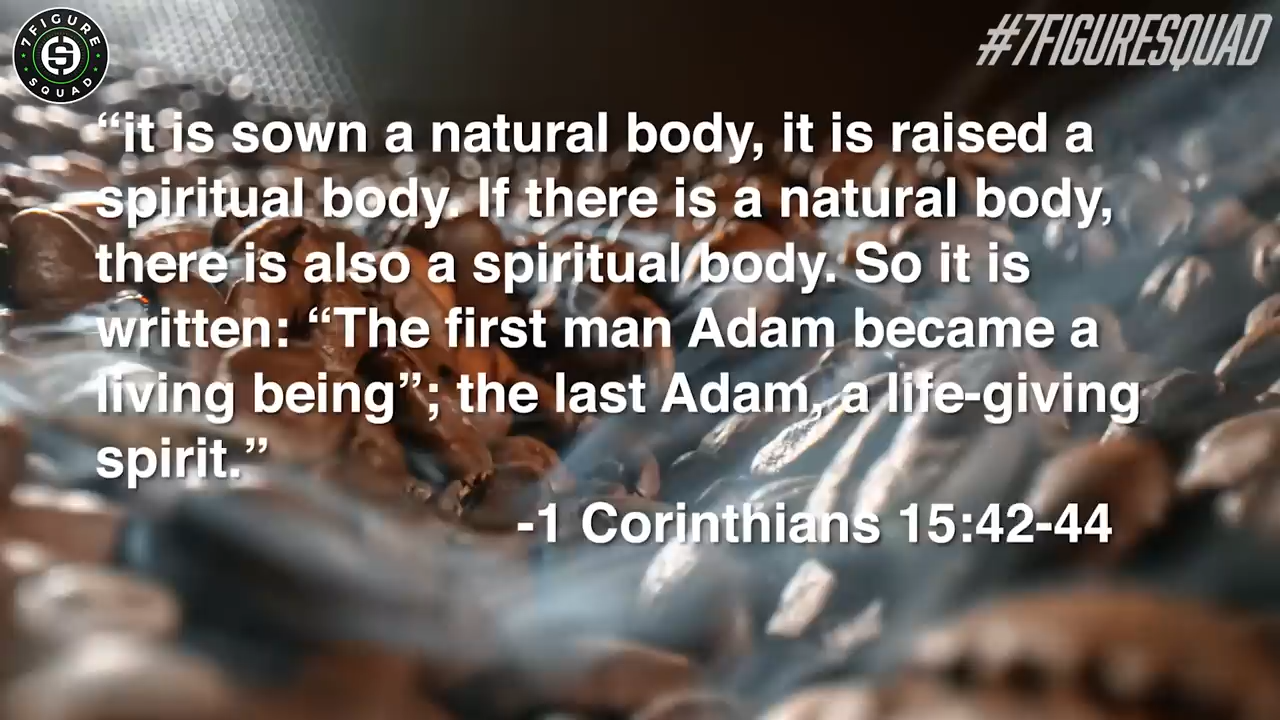 7FIGURE
SQUAD
#7FIGURESQUAD
“it is sown a natural body, it is raised a
spiritual body. If there is a natural body,
there is also a spiritual body. So it is
written: “The first man Adam became a
living being”; the last Adam, a life-giving
spirit.”
-1 Corinthians 15:42-44